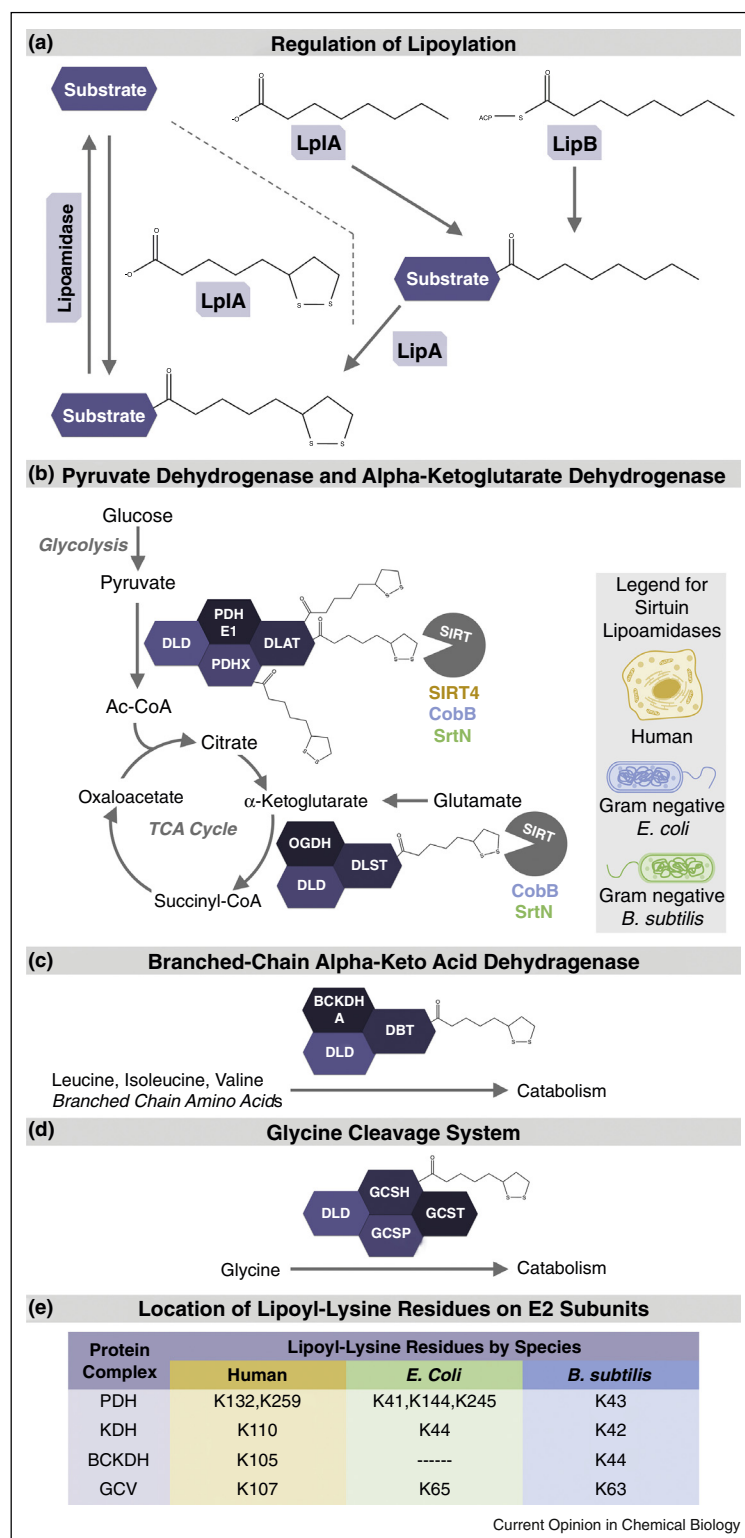 (a) Regulation of Lipoylation
Substrate
O
-O
LplA
O
ACP
S
LipB
Lipoamidase
O
-O
S
S
LplA
O
Substrate
LipA
O
Substrate
S
S
(b) Pyruvate Dehydrogenase and Alpha-Ketoglutarate Dehydrogenase
Glucose
Glycolysis
Pyruvate
PDH
E1
DLD
DLAT
PDHX
O
S
S
O
S
S
O
S
S
SIRT
SIRT4
CobB
SrtN
Ac-CoA
Citrate
Oxaloacetate
α-Ketoglutarate
Glutamate
TCA Cycle
Succinyl-CoA
OGDH
DLST
DLD
O
S
S
SIRT
CobB
SrtN
Legend for
Sirtuin
Lipoamidases
Human
Gram negative
E. coli
Gram negative
B. subtilis
(c) Branched-Chain Alpha-Keto Acid Dehydragenase
BCKDH
A
DBT
DLD
O
S
S
Leucine, Isoleucine, Valine
Branched Chain Amino Acids
Catabolism
(d) Glycine Cleavage System
GCSH
DLD
GCST
GCSP
O
S
S
Glycine
Catabolism
(e) Location of Lipoyl-Lysine Residues on E2 Subunits
Protein
Complex
Lipoyl-Lysine Residues by Species
Human E. Coli B. subtilis
PDH K132,K259 K41,K144,K245 K43
KDH K110 K44 K42
BCKDH K105 ------ K44
GCV K107 K65 K63
Current Opinion in Chemical Biology